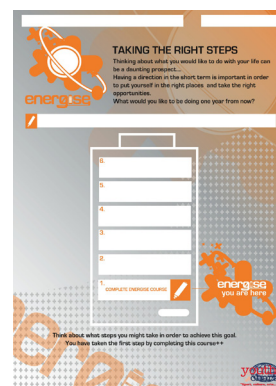 TAKING THE RIGHT STEPS
Thinking about what you would like to do with your life can
be a daunting prospect...
Having a direction in the short term is important in order
to put yourself in the right places and take the right
opportunities.
What would you like to be doing one year from now?
energise
6.
5.
4.
3.
2.
1.
COMPLETE ENERGISE COURSE
energise
you are here
Think about what steps you might take in order to achieve this goal.
You have taken the first step by completing this course++